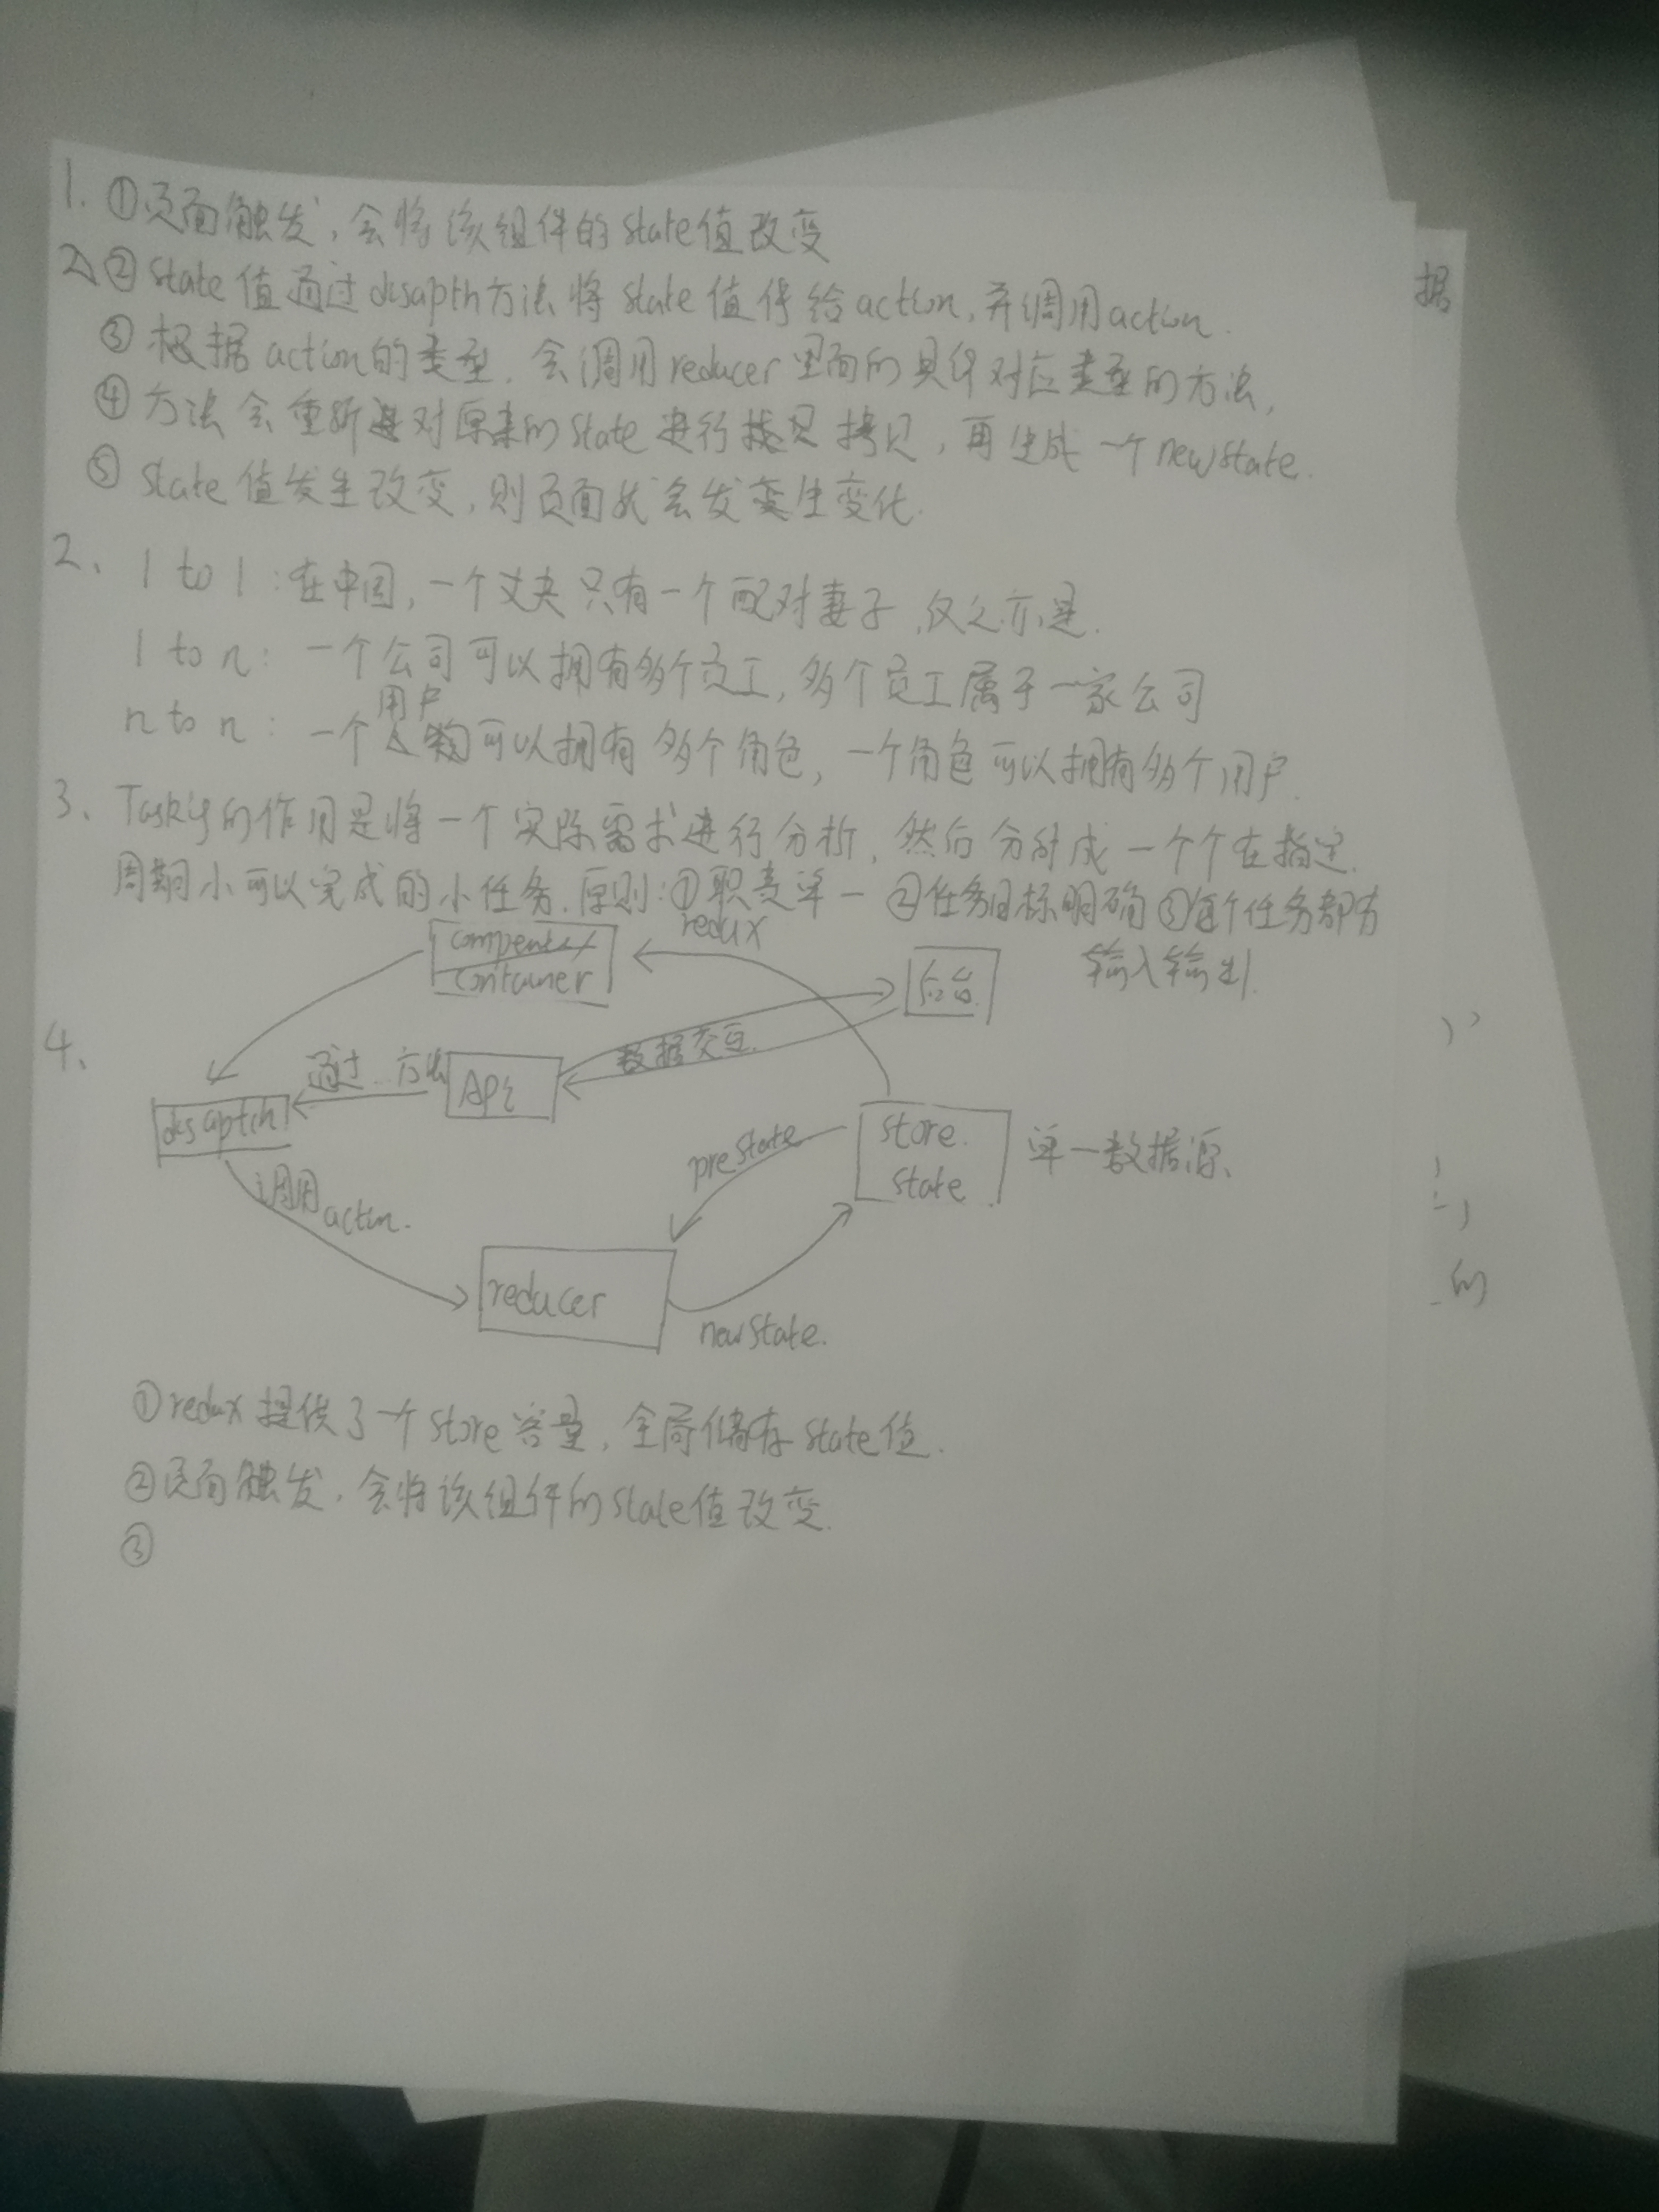 1. ①页面触发，会将该组件的state值改变
②state值通过disapth方法将state值传给action,并调用action.
③根据action的类型，会调用reducer里面的具体对应类型的方法，
④方法会重新对原来的state进行拷贝，再生成一个newstate.
⑤state值发生改变，则页面就会发生变化.
2、1 to 1：在中国，一个丈夫只有一个配对妻子，反之亦是.
1 to n：一个公司可以拥有多个员工，多个员工属于一家公司
n to n：一个用户可以拥有多个角色，一个角色可以拥有多个用户.
3、的作用是将一个实际需求进行分析，然后分成一个个在指定
周期小可以完成的小任务.原则：①职责单一 ②任务目标明确 ③每个任务都有
输入输出.
redux
container
后台
4、
数据交互
通过 方法
API
disaptch
prestate
store.
state
单一数据源、
调用action.
reducer
newstate.
①redux提供了一个store容量，全局储存state值.
②页面触发，会将该组件的state值改变.
③
据
的